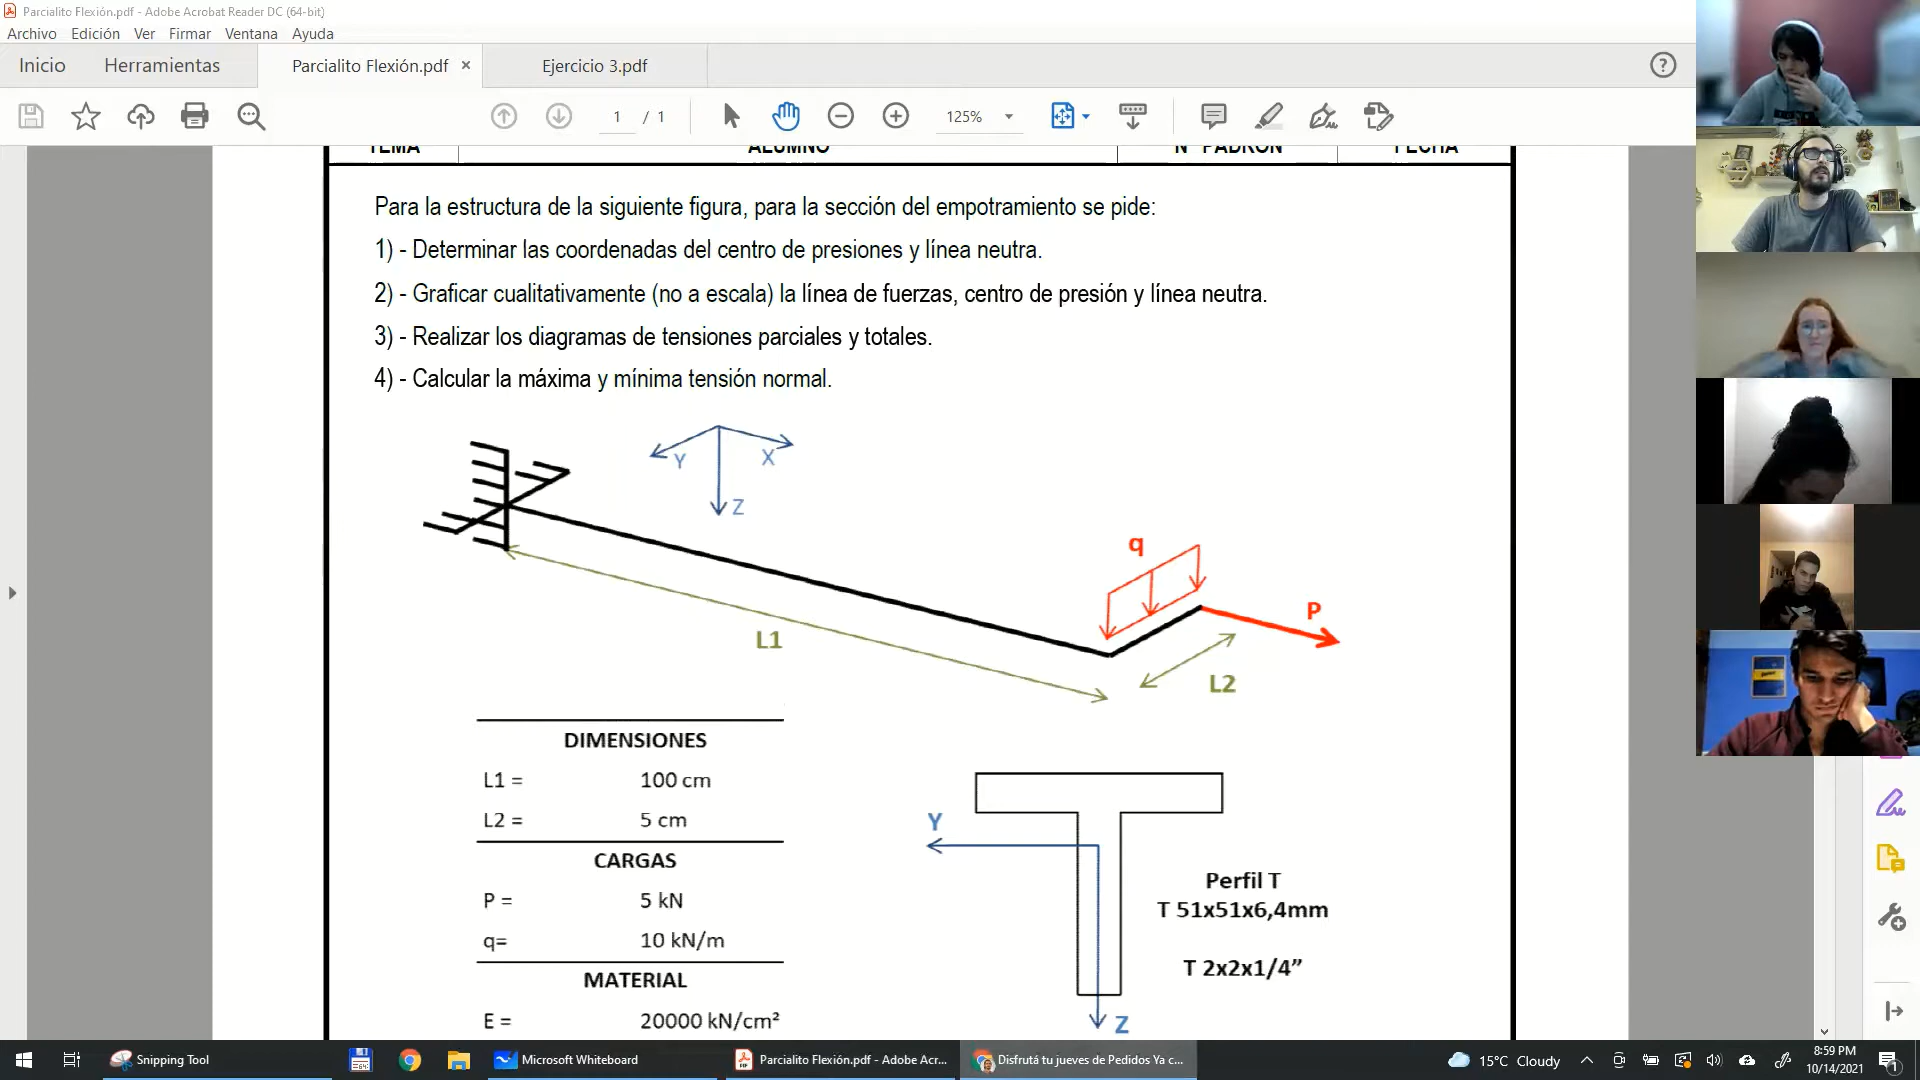 Parcialito Flexión.pdf - Adobe Acrobat Reader DC (64-bit)
Archivo Edición Ver Firmar Ventana Ayuda
Inicio Herramientas Parcialito Flexión.pdf × Ejercicio 3.pdf
1 / 1 125%
TEMA ALUMNO N° PADRON FECHA
Para la estructura de la siguiente figura, para la sección del empotramiento se pide:
1) - Determinar las coordenadas del centro de presiones y línea neutra.
2) - Graficar cualitativamente (no a escala) la línea de fuerzas, centro de presión y línea neutra.
3) - Realizar los diagramas de tensiones parciales y totales.
4) - Calcular la máxima y mínima tensión normal.
Y X
Z
q
P
L1
L2
DIMENSIONES
L1 = 100 cm
L2 = 5 cm
CARGAS
P = 5 kN
q= 10 kN/m
MATERIAL
E = 20000 kN/cm²
Y
Z
Perfil T
T 51x51x6,4mm
T 2x2x1/4”
Snipping Tool
Microsoft Whiteboard
Parcialito Flexión.pdf - Adobe Acr...
Disfrutá tu jueves de Pedidos Ya c...
15°C Cloudy
8:59 PM
10/14/2021